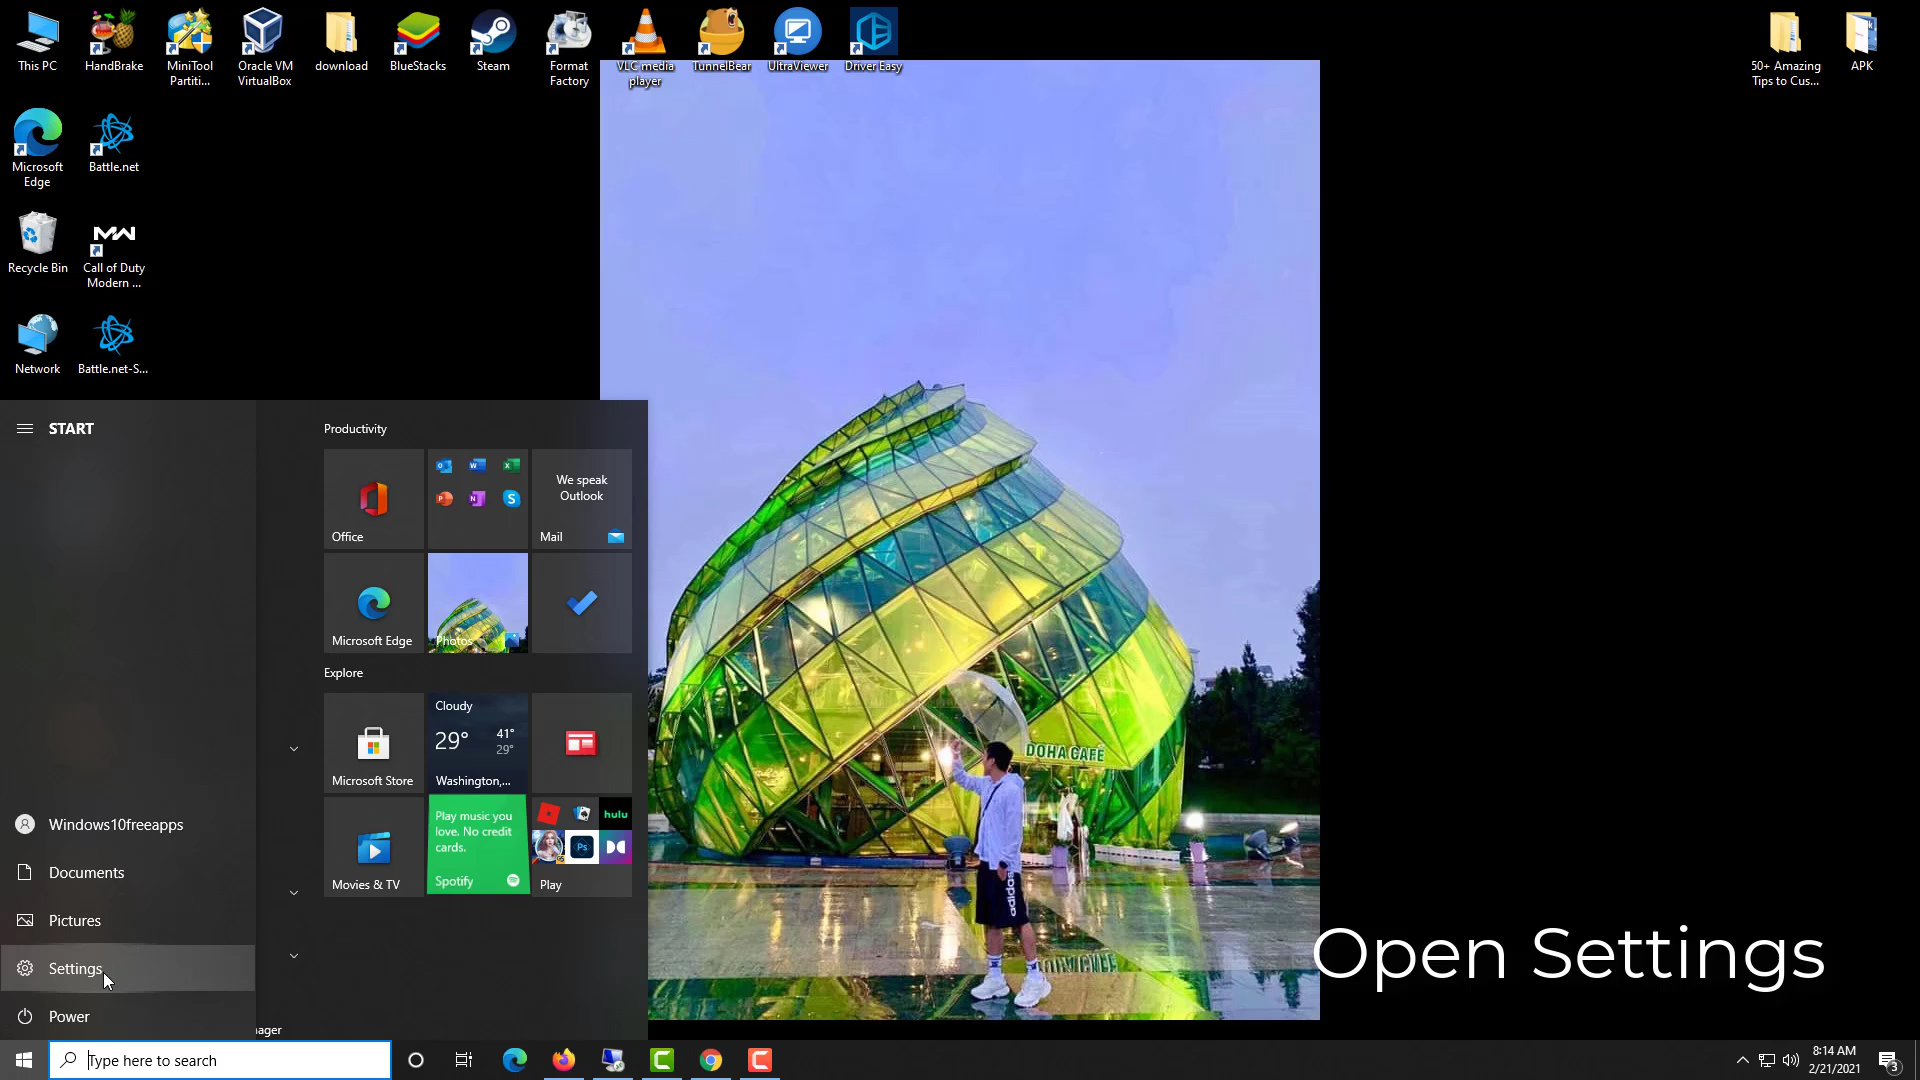 This PC
HandBrake
MiniTool
Partiti...
Oracle VM
VirtualBox
download
BlueStacks
Steam
Format
Factory
VLC media
player
TunnelBear
UltraViewer
Driver Easy
50+ Amazing
Tips to Cus...
APK
Microsoft
Edge
Battle.net
Recycle Bin
Call of Duty
Modern ...
Network
Battle.net-S...
START
Productivity
Office
We speak
Outlook
Mail
Microsoft Edge
Photos
Explore
Microsoft Store
Cloudy
29° 41°
29°
Washington,...
Movies & TV
Play music you
love. No credit
cards.
Spotify
hulu
Ps
Play
Windows10freeapps
Documents
Pictures
Settings
Power
nager
DOHA CAFE
adidas
Open Settings
Type here to search
8:14 AM
2/21/2021
3